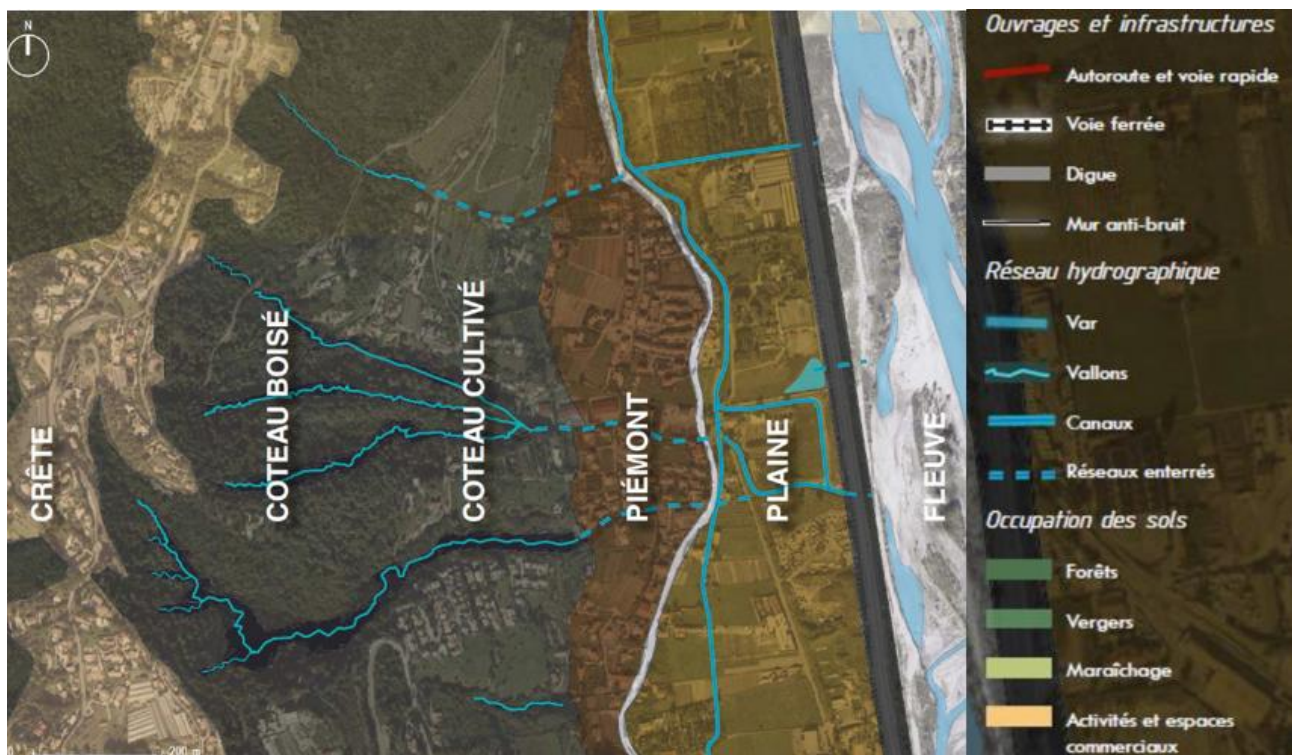 N
CRÊTE
COTEAU BOISÉ
COTEAU CULTIVÉ
PIÉMONT
PLAINE
FLEUVE
200 m
Ouvrages et infrastructures
Autoroute et voie rapide
Voie ferrée
Digue
Mur anti-bruit
Réseau hydrographique
Var
Vallons
Canaux
Réseaux enterrés
Occupation des sols
Forêts
Vergers
Maraîchage
Activités et espaces
commerciaux